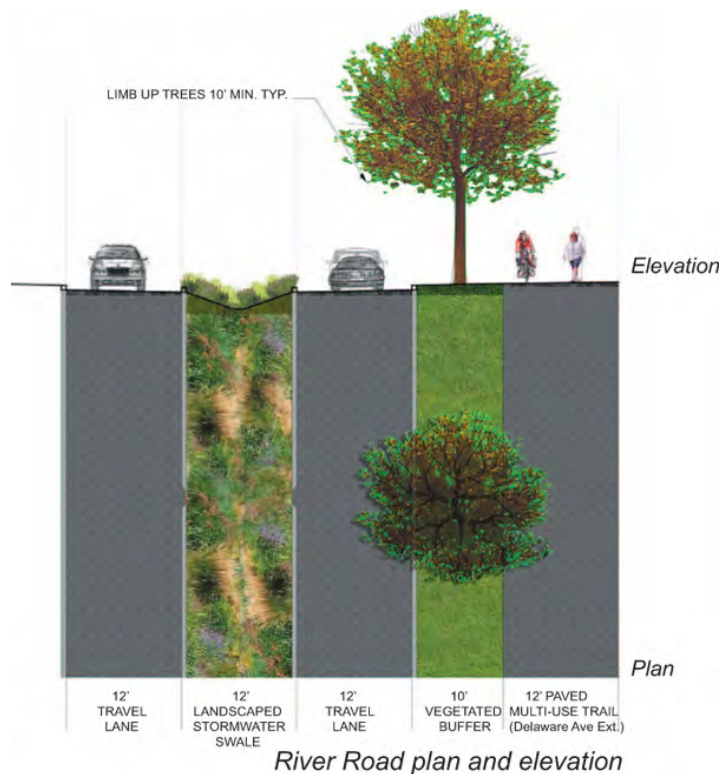 LIMB UP TREES 10' MIN. TYP.
Elevation
Plan
12'
TRAVEL
LANE
12'
LANDSCAPED
STORMWATER
SWALE
12'
TRAVEL
LANE
10'
VEGETATED
BUFFER
12' PAVED
MULTI-USE TRAIL
(Delaware Ave Ext.)
River Road plan and elevation